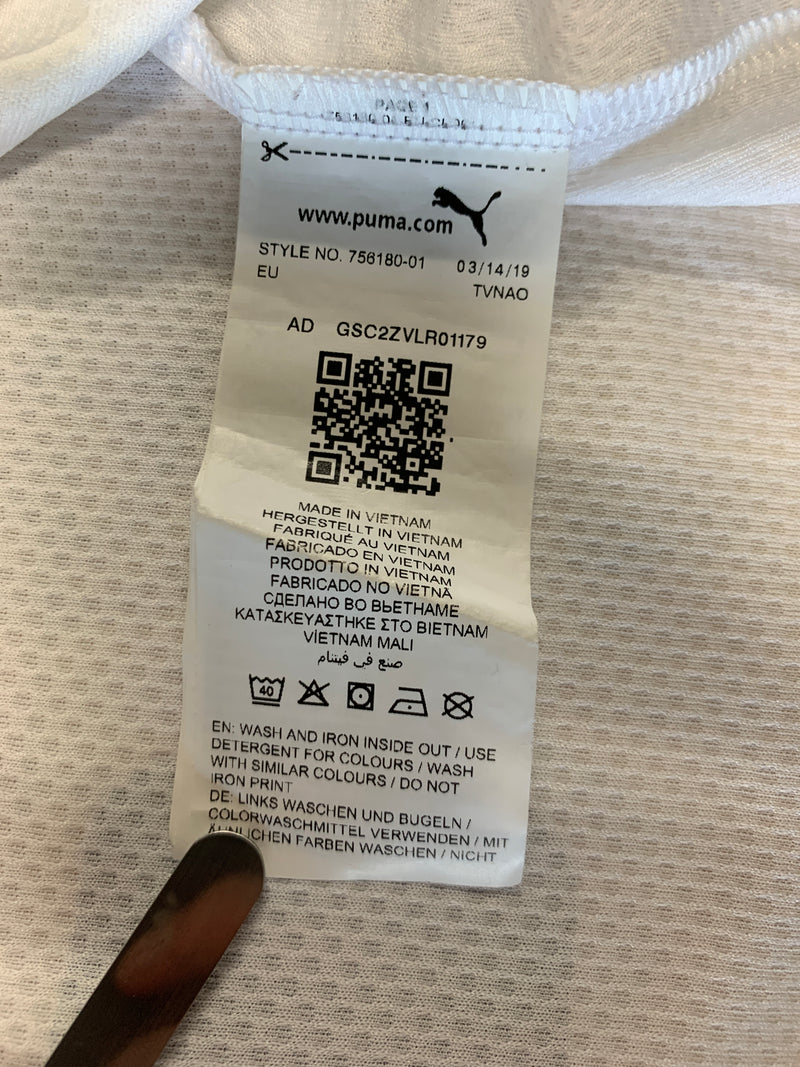 PAGE 1
www.puma.com
STYLE NO. 756180-01 03/14/19
EU TVNAO
AD GSC2ZVLR01179
MADE IN VIETNAM
HERGESTELLT IN VIETNAM
FABRIQUÉ AU VIETNAM
FABRICADO EN VIETNAM
PRODOTTO IN VIETNAM
FABRICADO NO VIETNÃ
СДЕЛАНО ВО ВЬЕТНАМЕ
ΚΑΤΑΣΚΕΥΑΣΤΗΚΕ ΣΤΟ ΒΙΕΤΝΑΜ
VİETNAM MALI
صنع في فيتنام
40
EN: WASH AND IRON INSIDE OUT / USE
DETERGENT FOR COLOURS / WASH
WITH SIMILAR COLOURS / DO NOT
IRON PRINT
DE: LINKS WASCHEN UND BUGELN /
COLORWASCHMITTEL VERWENDEN / MIT
ÄHNLICHEN FARBEN WASCHEN / NICHT